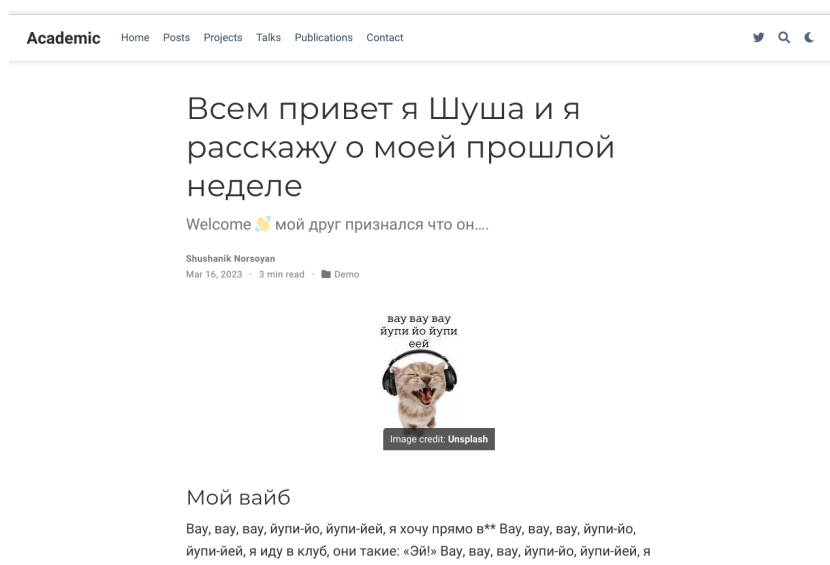 Academic Home Posts Projects Talks Publications Contact
Всем привет я Шуша и я
расскажу о моей прошлой
неделе
Welcome 👋 мой друг признался что он....
Shushanik Norsoyan
Mar 16, 2023 · 3 min read · Demo
вау вау вау
йупи йо йупи
еей
Image credit: Unsplash
Мой вайб
Вау, вау, вау, йупи-йо, йупи-йей, я хочу прямо в** Вау, вау, вау, йупи-йо,
йупи-йей, я иду в клуб, они такие: «Эй!» Вау, вау, вау, йупи-йо, йупи-йей, я